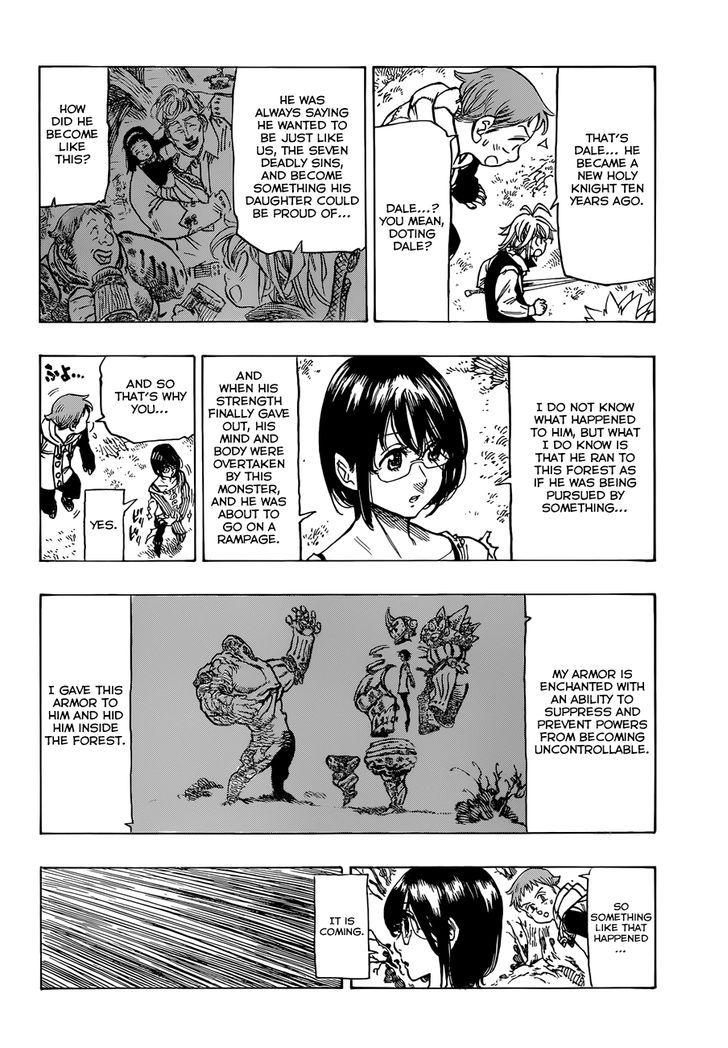 THAT'S
DALE... HE
BECAME A
NEW HOLY
KNIGHT TEN
YEARS AGO.
DALE...?
YOU MEAN,
DOTING
DALE?
HE WAS
ALWAYS SAYING
HE WANTED TO
BE JUST LIKE
US, THE SEVEN
DEADLY SINS,
AND BECOME
SOMETHING HIS
DAUGHTER COULD
BE PROUD OF...
HOW
DID HE
BECOME
LIKE
THIS?
I DO NOT KNOW
WHAT HAPPENED
TO HIM, BUT WHAT
I DO KNOW IS
THAT HE RAN TO
THIS FOREST AS
IF HE WAS BEING
PURSUED BY
SOMETHING...
AND
WHEN HIS
STRENGTH
FINALLY GAVE
OUT, HIS
MIND AND
BODY WERE
OVERTAKEN
BY THIS
MONSTER,
AND HE WAS
ABOUT TO
GO ON A
RAMPAGE.
AND SO
THAT'S WHY
YOU...
ふよ…
YES.
MY ARMOR IS
ENCHANTED WITH
AN ABILITY TO
SUPPRESS AND
PREVENT POWERS
FROM BECOMING
UNCONTROLLABLE.
I GAVE THIS
ARMOR TO
HIM AND HID
HIM INSIDE
THE FOREST.
SO
SOMETHING
LIKE THAT
HAPPENED
...
IT IS
COMING.